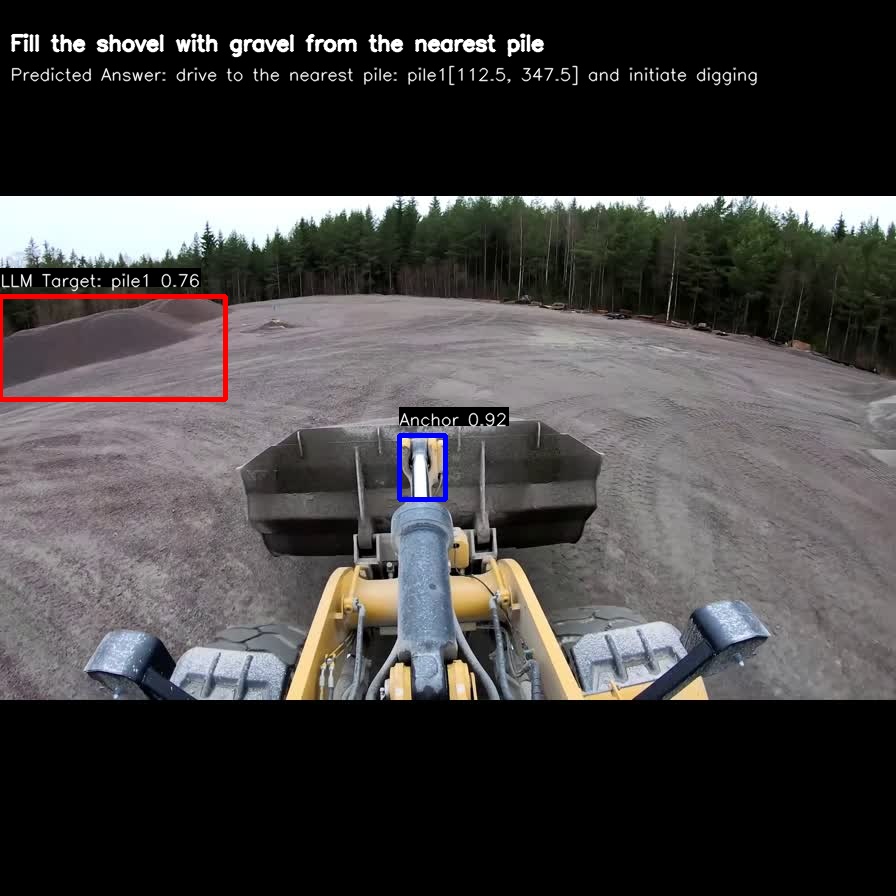 Fill the shovel with gravel from the nearest pile
Predicted Answer: drive to the nearest pile: pile1[112.5, 347.5] and initiate digging
LLM Target: pile1 0.76
Anchor 0.92